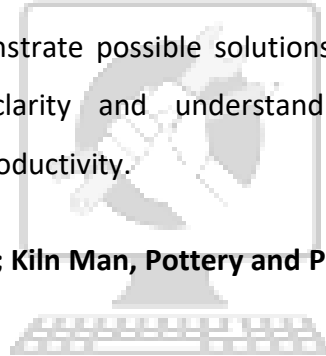 nstrate possible solutions
clarity and understand
oductivity.
; Kiln Man, Pottery and P